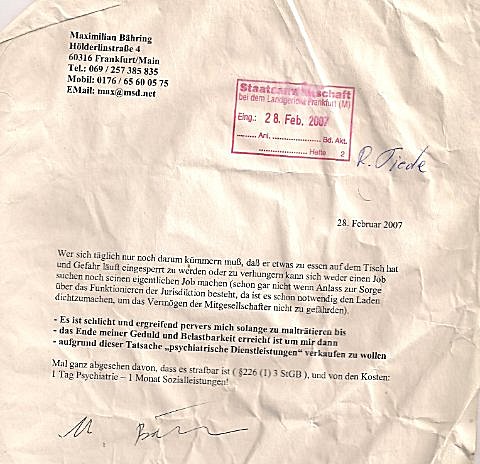 Maximilian Bähring
Hölderlinstraße 4
60316 Frankfurt/Main
Tel.: 069 / 257 385 835
Mobil: 0176 / 65 60 05 75
EMail: max@msd.net
Staatsanwaltschaft
bei dem Landgerichte Frankfurt (M)
Eing.: 28. Feb. 2007
Anl. Bd. Akt.
Hefte 2
R. Tiede
28. Februar 2007
Wer sich täglich nur noch darum kümmern muß, daß er etwas zu essen auf dem Tisch hat
und Gefahr läuft eingesperrt zu werden oder zu verhungern kann sich weder einen Job
suchen noch seinen eigentlichen Job machen (schon gar nicht wenn Anlass zur Sorge
über das Funktionieren der Jurisdiktion besteht, da ist es schon notwendig den Laden
dichtzumachen, um das Vermögen der Mitgesellschafter nicht zu gefährden).
- Es ist schlicht und ergreifend pervers mich solange zu malträtieren bis
- das Ende meiner Geduld und Belastbarkeit erreicht ist um mir dann
- aufgrund dieser Tatsache „psychiatrische Dienstleistungen" verkaufen zu wollen
Mal ganz abgesehen davon, dass es strafbar ist ( §226 (1) 3 StGB ), und von den Kosten:
1 Tag Psychiatrie – 1 Monat Sozialleistungen!